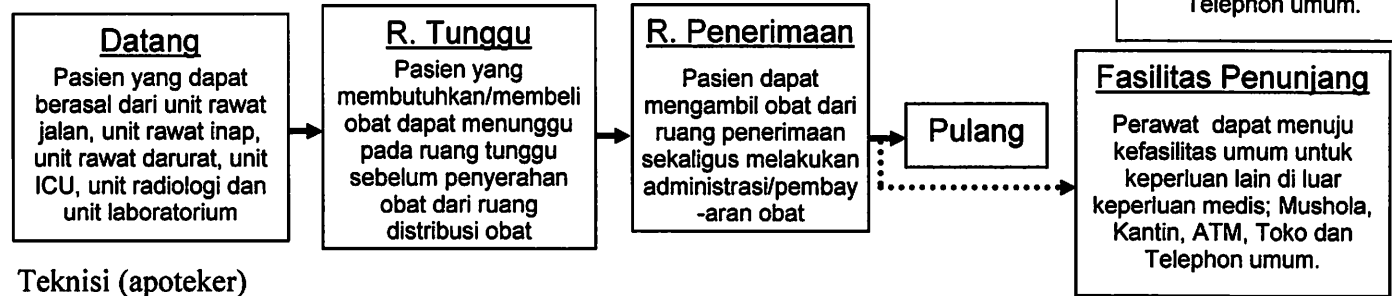 Telephon umum.
Datang
Pasien yang dapat
berasal dari unit rawat
jalan, unit rawat inap,
unit rawat darurat, unit
ICU, unit radiologi dan
unit laboratorium
R. Tunggu
Pasien yang
membutuhkan/membeli
obat dapat menunggu
pada ruang tunggu
sebelum penyerahan
obat dari ruang
distribusi obat
R. Penerimaan
Pasien dapat
mengambil obat dari
ruang penerimaan
sekaligus melakukan
administrasi/pembay
-aran obat
Pulang
Fasilitas Penunjang
Perawat dapat menuju
kefasilitas umum untuk
keperluan lain di luar
keperluan medis; Mushola,
Kantin, ATM, Toko dan
Telephon umum.
Teknisi (apoteker)